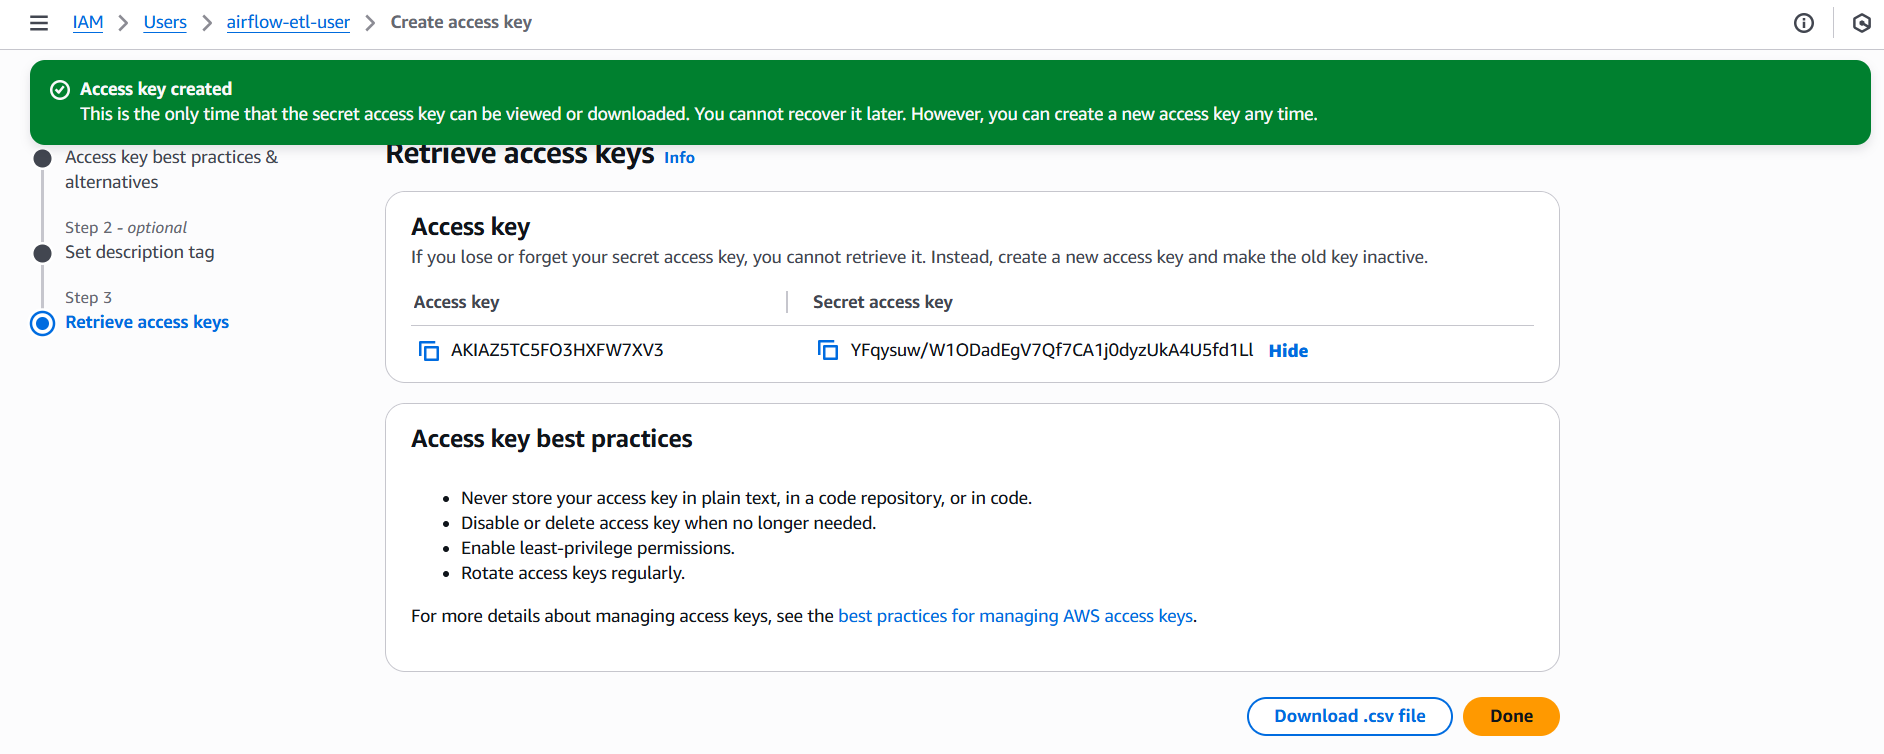 IAM > Users > airflow-etl-user > Create access key
Access key created
This is the only time that the secret access key can be viewed or downloaded. You cannot recover it later. However, you can create a new access key any time.
Access key best practices &
alternatives
Step 2 - optional
Set description tag
Step 3
Retrieve access keys
Retrieve access keys Info
Access key
If you lose or forget your secret access key, you cannot retrieve it. Instead, create a new access key and make the old key inactive.
Access key
Secret access key
AKIAZ5TC5FO3HXFW7XV3
YFqysuw/W1ODadEgV7Qf7CA1j0dyzUkA4U5fd1Ll Hide
Access key best practices
• Never store your access key in plain text, in a code repository, or in code.
• Disable or delete access key when no longer needed.
• Enable least-privilege permissions.
• Rotate access keys regularly.
For more details about managing access keys, see the best practices for managing AWS access keys.
Download .csv file
Done